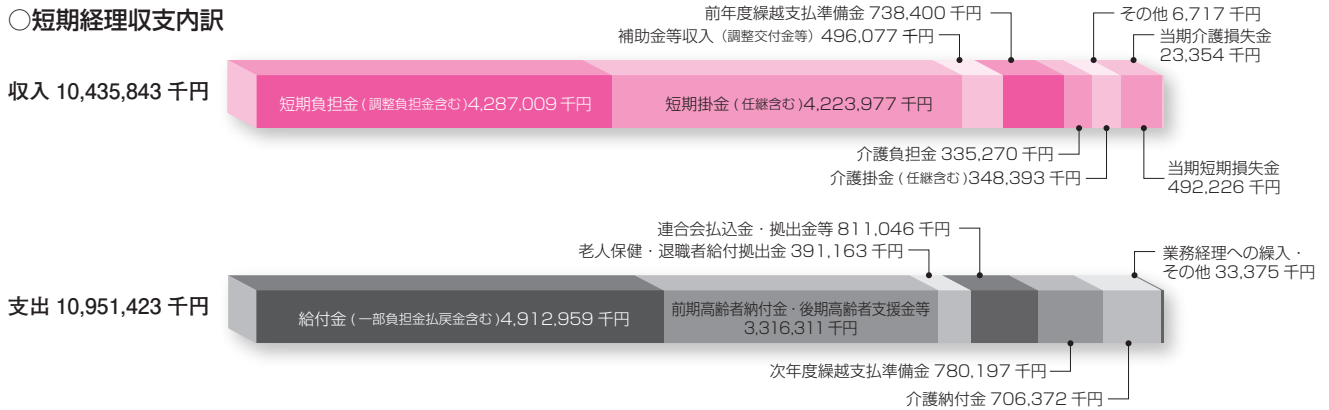 ○短期経理収支内訳
前年度繰越支払準備金 738,400 千円
その他 6,717 千円
補助金等収入（調整交付金等）496,077 千円
当期介護損失金
23,354 千円
収入 10,435,843 千円
短期負担金(調整負担金含む)4,287,009 千円
短期掛金(任継含む)4,223,977 千円
介護負担金 335,270 千円
介護掛金(任継含む)348,393 千円
当期短期損失金
492,226 千円
連合会払込金・拠出金等 811,046 千円
老人保健・退職者給付拠出金 391,163 千円
業務経理への繰入・
その他 33,375 千円
支出 10,951,423 千円
給付金(一部負担金払戻金含む)4,912,959 千円
前期高齢者納付金・後期高齢者支援金等
3,316,311 千円
次年度繰越支払準備金 780,197 千円
介護納付金 706,372 千円